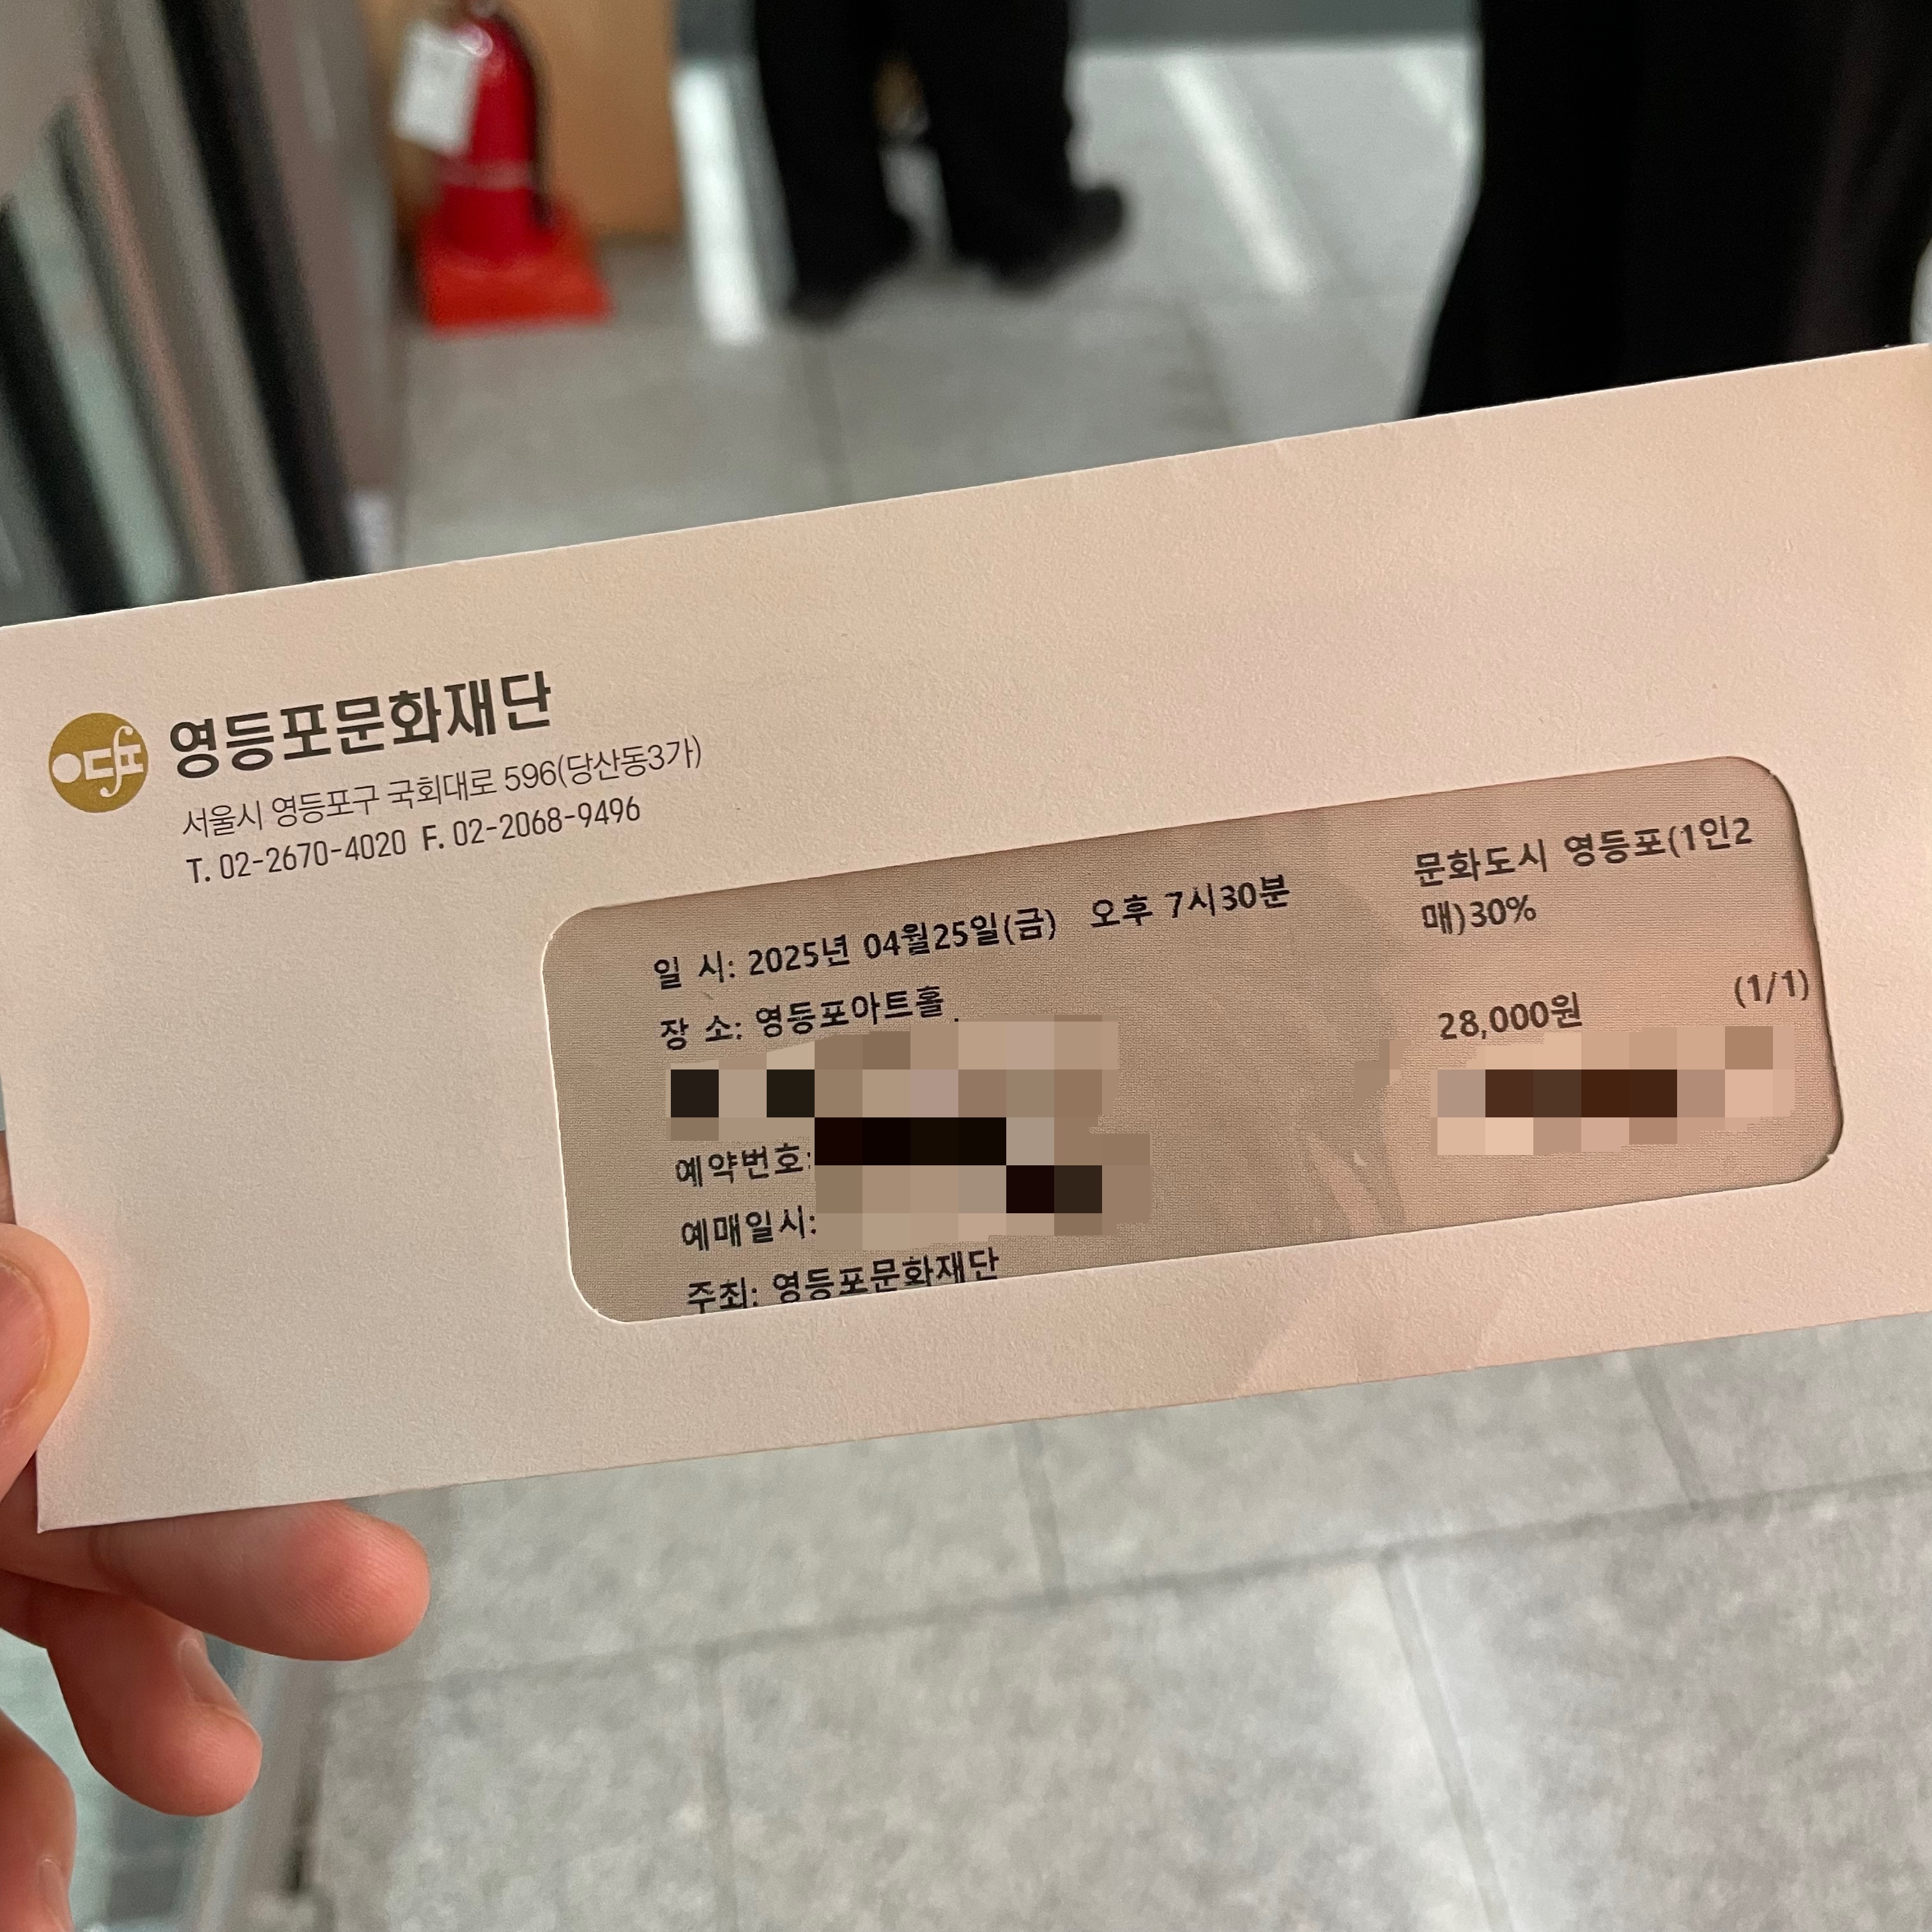 영등포문화재단
서울시 영등포구 국회대로 596(당산동3가)
T. 02-2670-4020 F. 02-2068-9496
일 시: 2025년 04월25일(금) 오후 7시30분
장 소: 영등포아트홀
예약번호:
예매일시:
주최: 영등포문화재단
문화도시 영등포(1인2
매)30%
28,000원 (1/1)